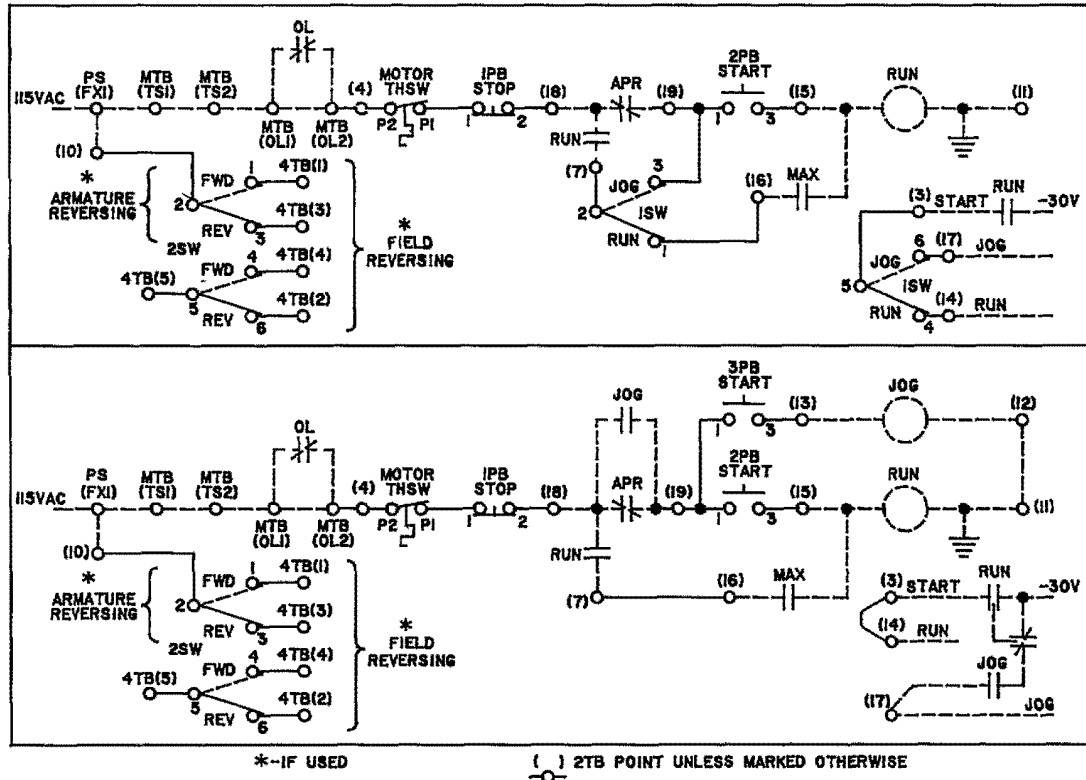 OL
PS MTB MTB (4) MOTOR 1PB (18) APR (19) 2PB (15) RUN (11)
(FX1) (TS1) (TS2) THSW STOP START
115VAC
P2 P1 1 2 1 3
MTB MTB
(OL1) (OL2)
(10)
*
ARMATURE
REVERSING
2
2SW
FWD 1 4TB(1)
REV 3 4TB(3)
FWD 4 4TB(4)
4TB(5) 5
REV 6 4TB(2)
*
FIELD
REVERSING
RUN
(7)
3
JOG
2 1SW
RUN 1
(16) MAX
(3) START RUN -30V
6 (17)
JOG JOG
5 1SW
(14)
RUN 4 RUN
3PB
START (13) JOG (12)
1 3
JOG
OL
PS MTB MTB (4) MOTOR 1PB (18) APR (19) 2PB (15) RUN (11)
(FX1) (TS1) (TS2) THSW STOP START
115VAC
P2 P1 1 2 1 3
MTB MTB
(OL1) (OL2)
(10)
*
ARMATURE
REVERSING
2
2SW
FWD 1 4TB(1)
REV 3 4TB(3)
FWD 4 4TB(4)
4TB(5) 5
REV 6 4TB(2)
*
FIELD
REVERSING
RUN
(7) (16) MAX
(3) START RUN -30V
(14) RUN
JOG
(17) JOG
*-IF USED
( ) 2TB POINT UNLESS MARKED OTHERWISE